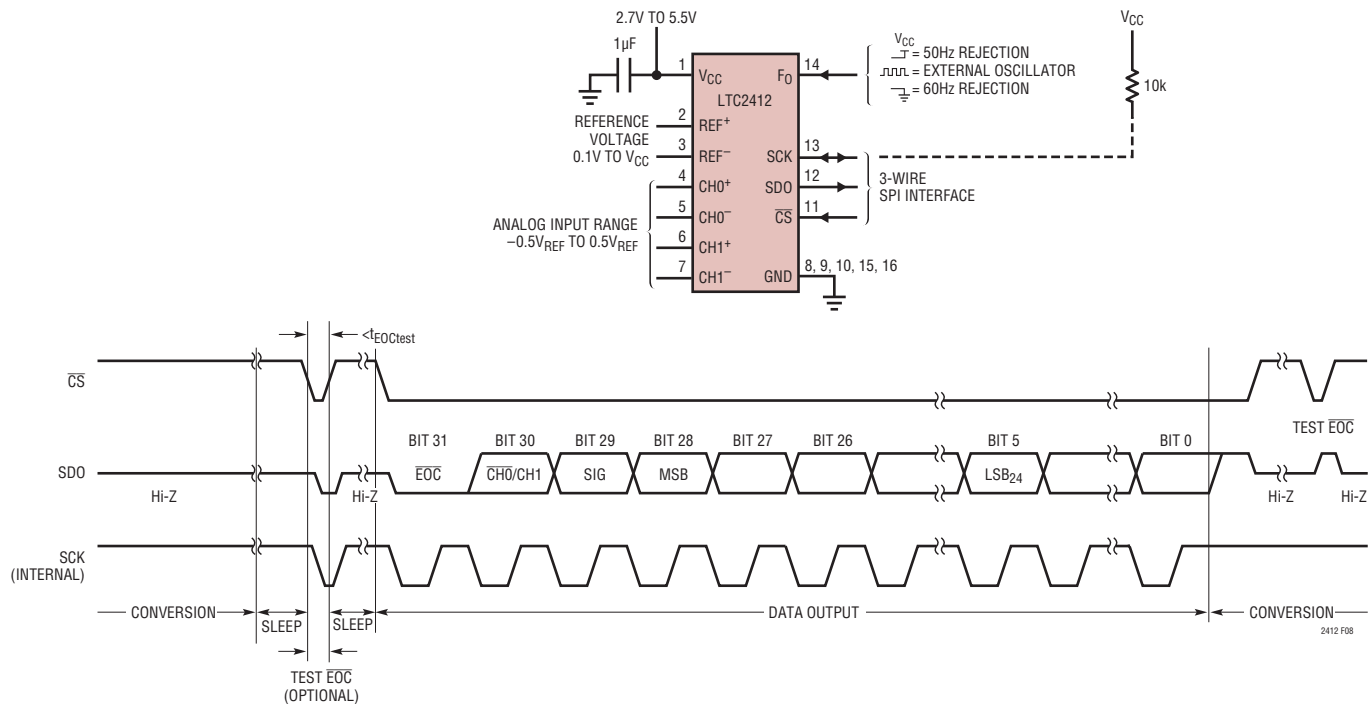 2.7V TO 5.5V
1µF
1
VCC
LTC2412
FO
14
VCC
= 50Hz REJECTION
= EXTERNAL OSCILLATOR
= 60Hz REJECTION
VCC
10k
REFERENCE
VOLTAGE
0.1V TO VCC
2
REF+
3
REF–
SCK
13
4
CH0+
SDO
12
3-WIRE
SPI INTERFACE
5
CH0–
CS
11
ANALOG INPUT RANGE
–0.5VREF TO 0.5VREF
6
CH1+
7
CH1–
GND
8, 9, 10, 15, 16
<tEOCtest
CS
TEST EOC
BIT 31
BIT 30
BIT 29
BIT 28
BIT 27
BIT 26
BIT 5
BIT 0
SDO
EOC
CH0/CH1
SIG
MSB
LSB24
Hi-Z
Hi-Z
Hi-Z
Hi-Z
SCK
(INTERNAL)
CONVERSION
SLEEP
SLEEP
DATA OUTPUT
CONVERSION
2412 F08
TEST EOC
(OPTIONAL)